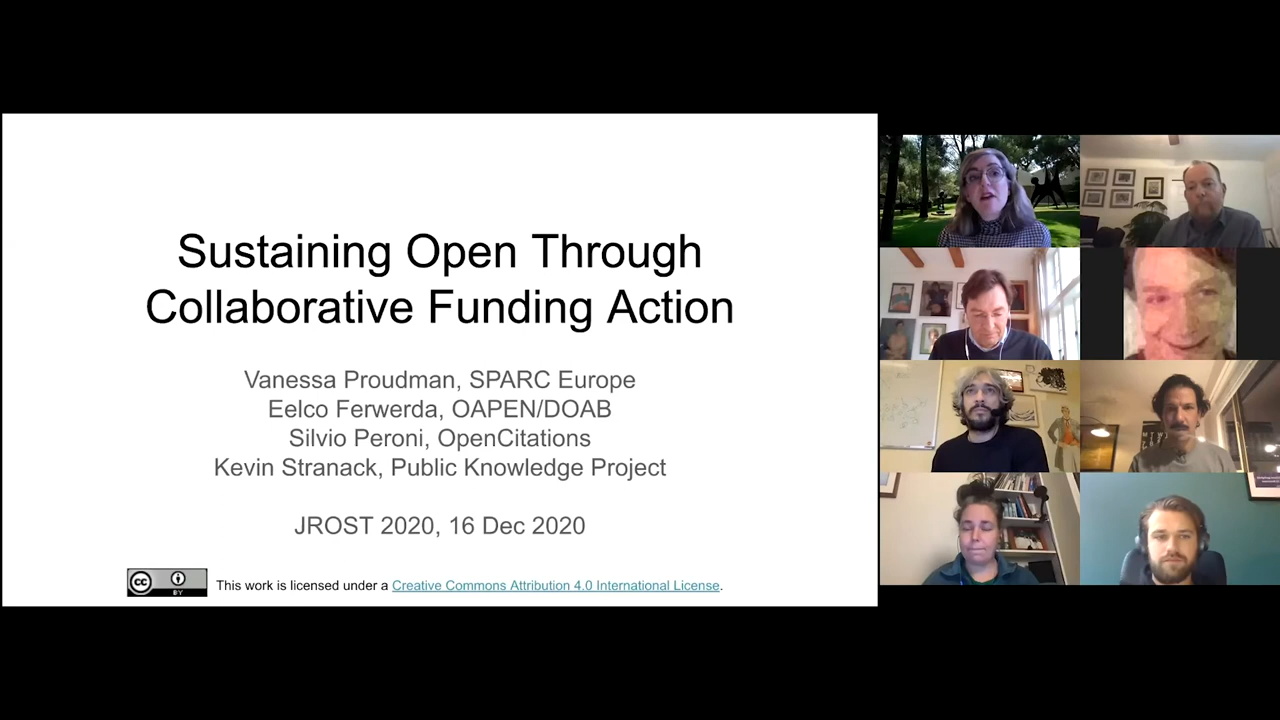 Sustaining Open Through
Collaborative Funding Action
Vanessa Proudman, SPARC Europe
Eelco Ferwerda, OAPEN/DOAB
Silvio Peroni, OpenCitations
Kevin Stranack, Public Knowledge Project
JROST 2020, 16 Dec 2020
cc BY This work is licensed under a Creative Commons Attribution 4.0 International License.